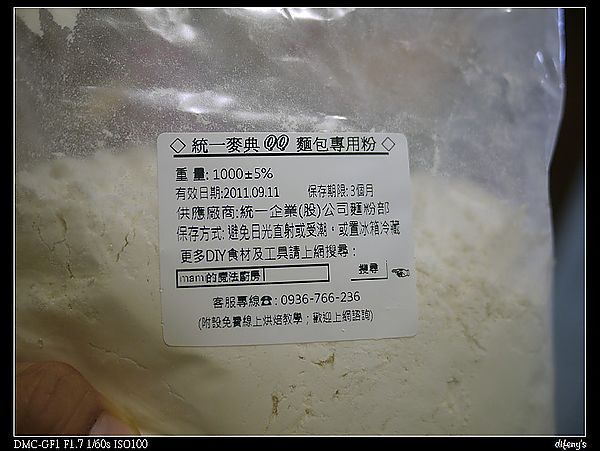 ◇ 統一麥典 QQ 麵包專用粉 ◇
重 量: 1000±5%
有效日期:2011.09.11 保存期限:3個月
供應廠商:統一企業(股)公司麵粉部
保存方式: 避免日光直射或受潮，或置冰箱冷藏
更多DIY食材及工具請上網搜尋：
mami的魔法廚房 搜尋
客服專線☎：0936-766-236
(附設免費線上烘焙教學；歡迎上網諮詢)
DMC-GF1 F1.7 1/60s ISO100
difeny's